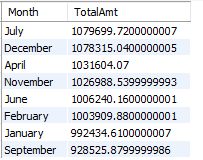 Month TotalAmt
July 1079699.7200000007
December 1078315.0400000005
April 1031604.07
November 1026988.5399999993
June 1006240.1600000001
February 1003909.8800000001
January 992434.6100000007
September 928525.8799999986